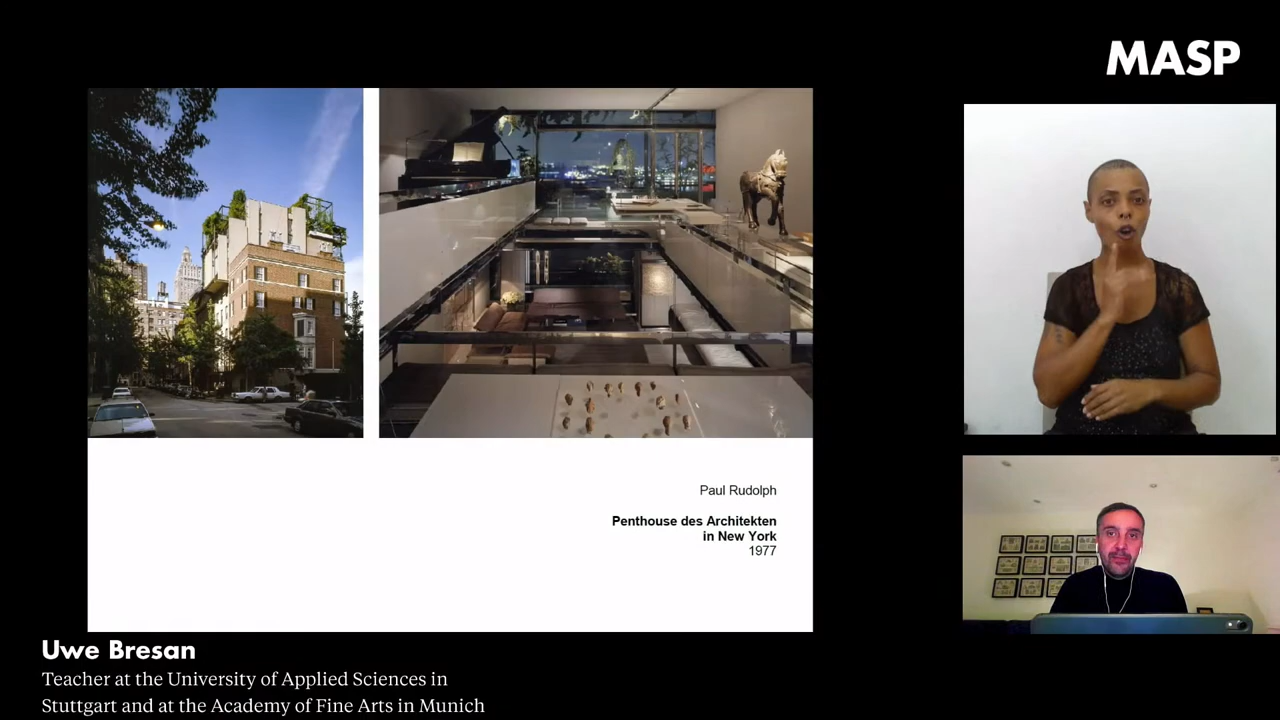 MASP
Paul Rudolph
Penthouse des Architekten
in New York
1977
Uwe Bresan
Teacher at the University of Applied Sciences in
Stuttgart and at the Academy of Fine Arts in Munich